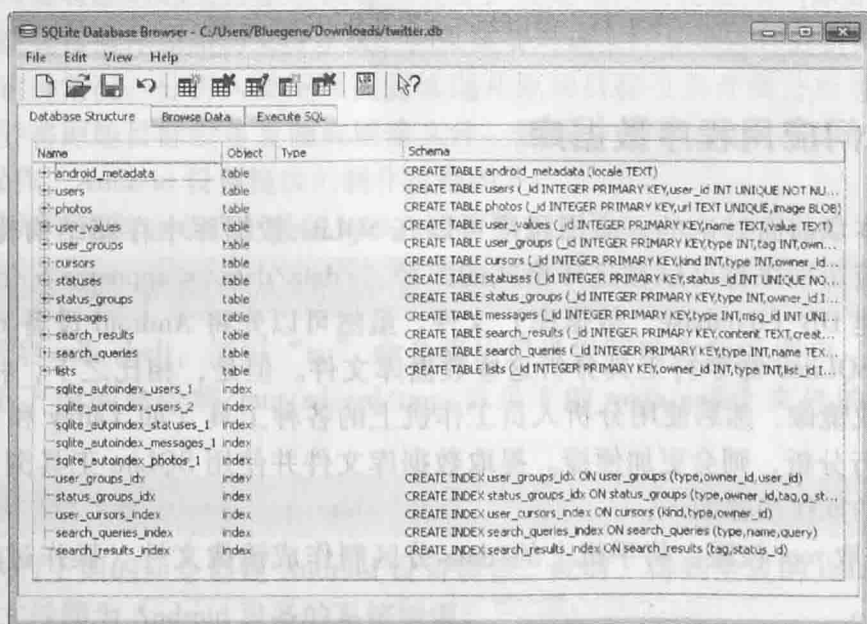 SQLite Database Browser - C:/Users/Bluegene/Downloads/twitter.db
File Edit View Help
Database Structure Browse Data Execute SQL
Name Object Type Schema
android_metadata table CREATE TABLE android_metadata (locale TEXT)
users table CREATE TABLE users (_id INTEGER PRIMARY KEY,user_id INT UNIQUE NOT NU...
photos table CREATE TABLE photos (_id INTEGER PRIMARY KEY,url TEXT UNIQUE,image BLOB)
user_values table CREATE TABLE user_values (_id INTEGER PRIMARY KEY,name TEXT,value TEXT)
user_groups table CREATE TABLE user_groups (_id INTEGER PRIMARY KEY,type INT,tag INT,own...
cursors table CREATE TABLE cursors (_id INTEGER PRIMARY KEY,kind INT,type INT,owner_id...
statuses table CREATE TABLE statuses (_id INTEGER PRIMARY KEY,status_id INT UNIQUE NO...
status_groups table CREATE TABLE status_groups (_id INTEGER PRIMARY KEY,type INT,owner_id I...
messages table CREATE TABLE messages (_id INTEGER PRIMARY KEY,type INT,msg_id INT UNI...
search_results table CREATE TABLE search_results (_id INTEGER PRIMARY KEY,content TEXT,creat...
search_queries table CREATE TABLE search_queries (_id INTEGER PRIMARY KEY,type INT,name TEX...
lists table CREATE TABLE lists (_id INTEGER PRIMARY KEY,owner_id INT,type INT,list_id I...
sqlite_autoindex_users_1 index
sqlite_autoindex_users_2 index
sqlite_autoindex_statuses_1 index
sqlite_autoindex_messages_1 index
sqlite_autoindex_photos_1 index
user_groups_idx index CREATE INDEX user_groups_idx ON user_groups (type,owner_id,user_id)
status_groups_idx index CREATE INDEX status_groups_idx ON status_groups (type,owner_id,tag,g_st...
user_cursors_index index CREATE INDEX user_cursors_index ON cursors (kind,type,owner_id)
search_queries_index index CREATE INDEX search_queries_index ON search_queries (type,name,query)
search_results_index index CREATE INDEX search_results_index ON search_results (tag,status_id)